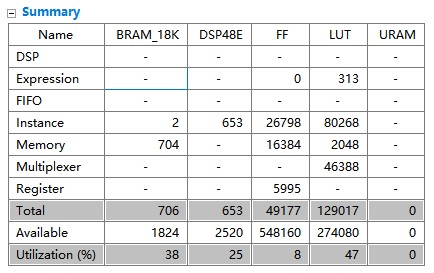 Summary
Name BRAM_18K DSP48E FF LUT URAM
DSP - - - - -
Expression - - 0 313 -
FIFO - - - - -
Instance 2 653 26798 80268 -
Memory 704 - 16384 2048 -
Multiplexer - - - 46388 -
Register - - 5995 - -
Total 706 653 49177 129017 0
Available 1824 2520 548160 274080 0
Utilization (%) 38 25 8 47 0